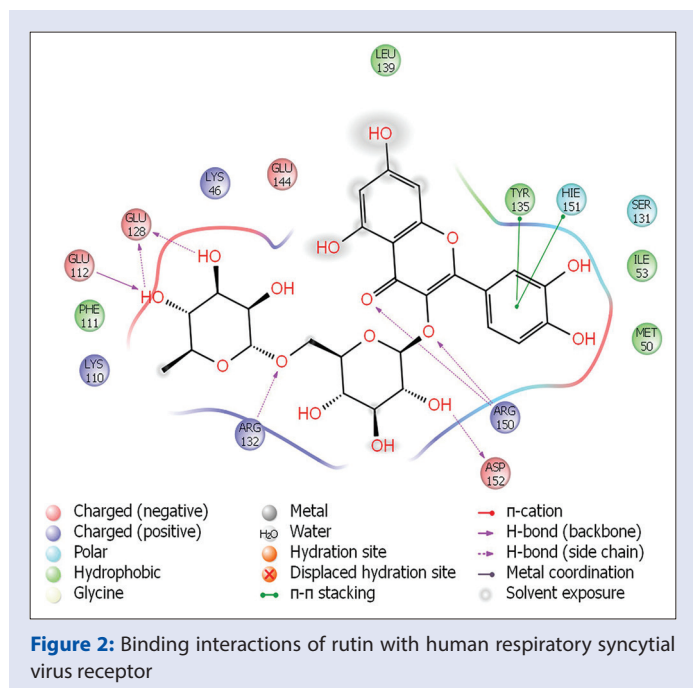 LEU
139
HO
LYS
46
GLU
144
TYR
135
HIE
151
SER
131
GLU
128
HO
HO
O
OH
ILE
53
GLU
112
HO
OH
O
OH
PHE
111
O
O
O
MET
50
LYS
110
O
O
ARG
132
HO
OH
OH
ARG
150
ASP
152
Charged (negative)
Charged (positive)
Polar
Hydrophobic
Glycine
Metal
H₂O Water
Hydration site
Displaced hydration site
π-π stacking
π-cation
H-bond (backbone)
H-bond (side chain)
Metal coordination
Solvent exposure
Figure 2: Binding interactions of rutin with human respiratory syncytial
virus receptor